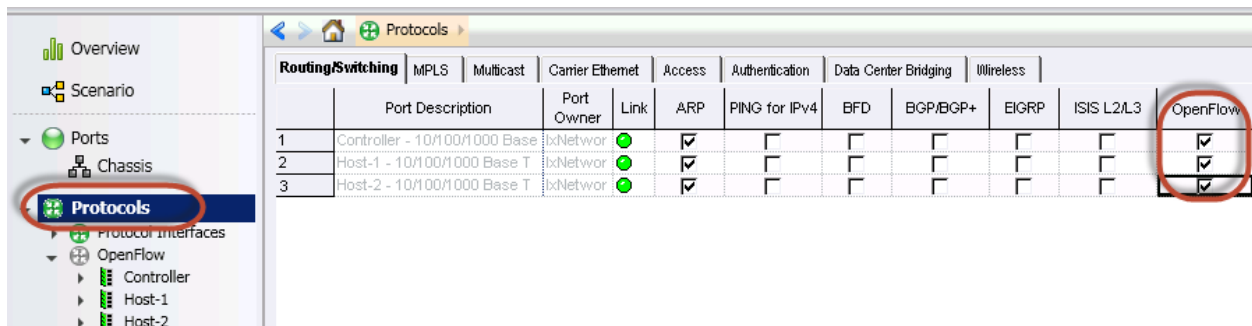 Overview
Scenario
Ports
Chassis
Protocols
Protocol Interfaces
OpenFlow
Controller
Host-1
Host-2
Protocols
Routing/Switching MPLS Multicast Carrier Ethernet Access Authentication Data Center Bridging Wireless
Port Description Port Owner Link ARP PING for IPv4 BFD BGP/BGP+ EIGRP ISIS L2/L3 OpenFlow
1 Controller - 10/100/1000 Base IxNetwor
2 Host-1 - 10/100/1000 Base T IxNetwor
3 Host-2 - 10/100/1000 Base T IxNetwor